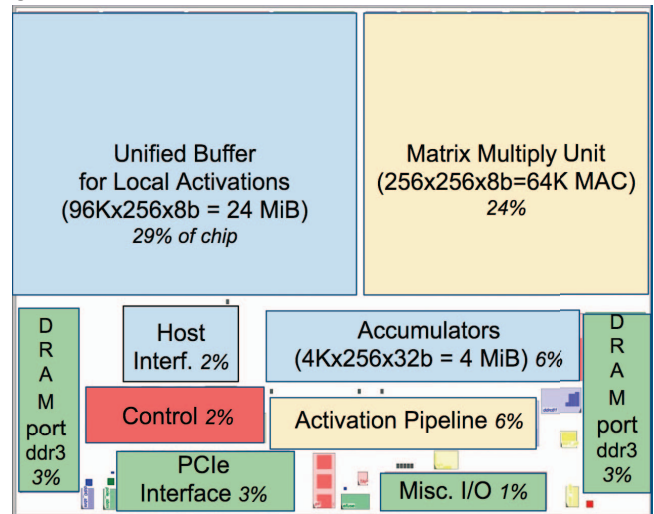 Unified Buffer
for Local Activations
(96Kx256x8b = 24 MiB)
29% of chip
Matrix Multiply Unit
(256x256x8b=64K MAC)
24%
D
R
A
M
port
ddr3
3%
Host
Interf. 2%
Accumulators
(4Kx256x32b = 4 MiB) 6%
D
R
A
M
port
ddr3
3%
Control 2%
Activation Pipeline 6%
PCIe
Interface 3%
Misc. I/O 1%